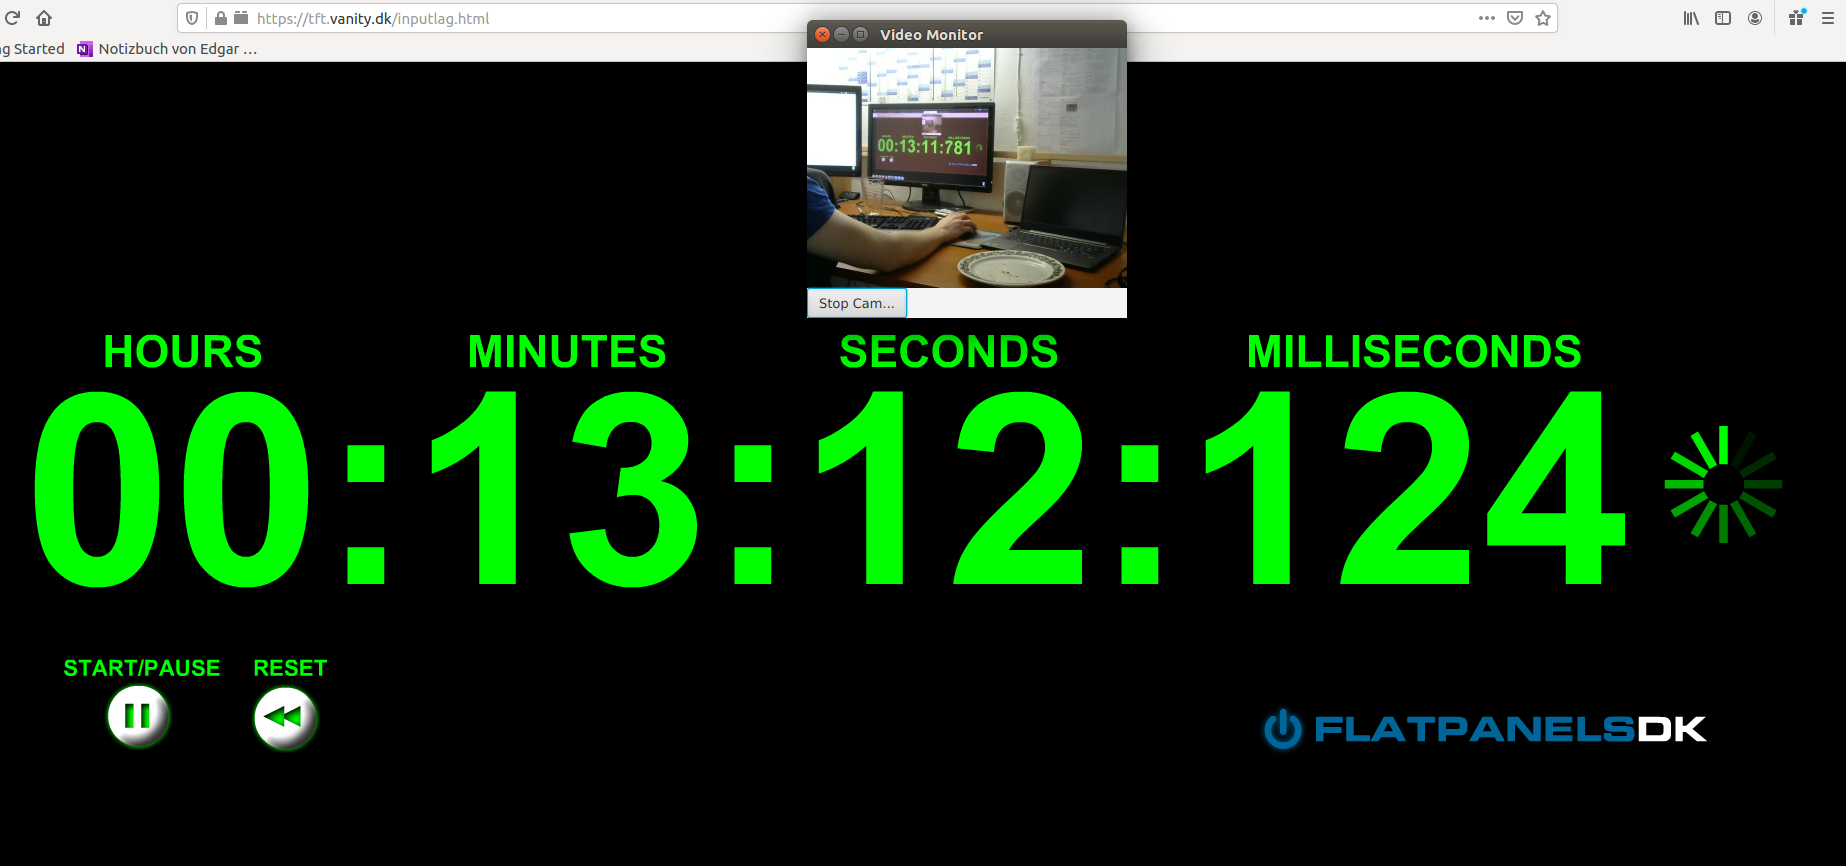 https://tft.vanity.dk/inputlag.html
g Started
Notizbuch von Edgar ...
Video Monitor
00:13:11:781
Stop Cam...
HOURS MINUTES SECONDS MILLISECONDS
00:13:12:124
START/PAUSE RESET
FLATPANELSDK